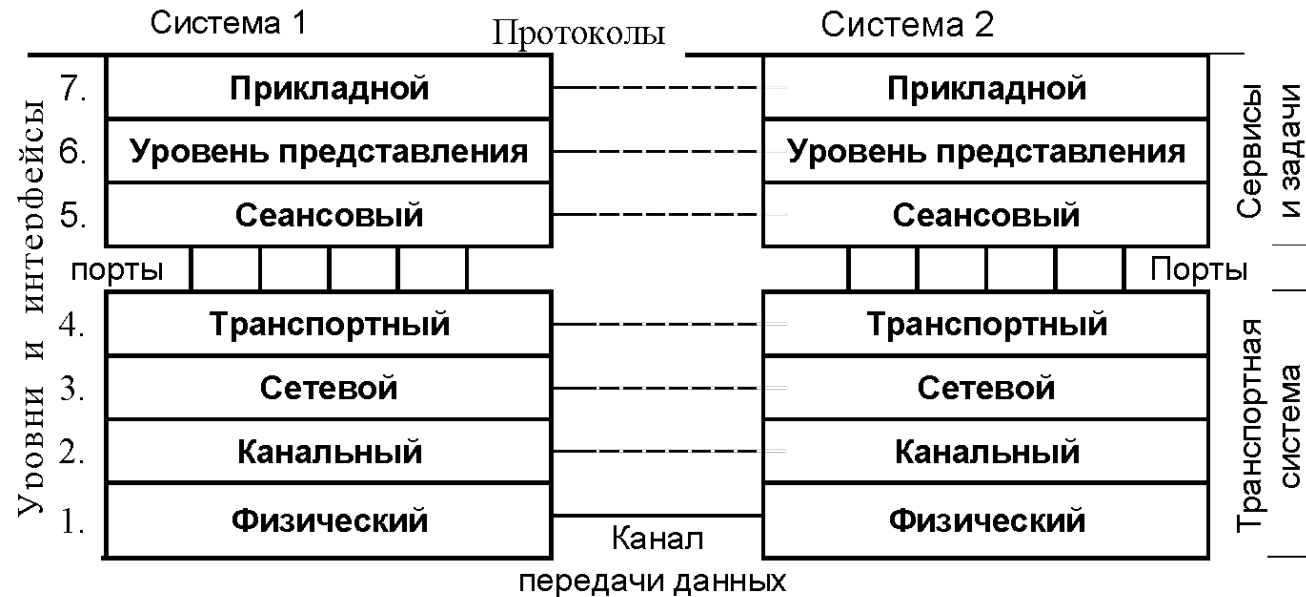 Система 1
Протоколы
Система 2
Уровни и интерфейсы
7.
Прикладной
Прикладной
6.
Уровень представления
Уровень представления
5.
Сеансовый
Сеансовый
Сервисы
и задачи
порты
Порты
4.
Транспортный
Транспортный
3.
Сетевой
Сетевой
2.
Канальный
Канальный
1.
Физический
Физический
Транспортная
система
Канал
передачи данных